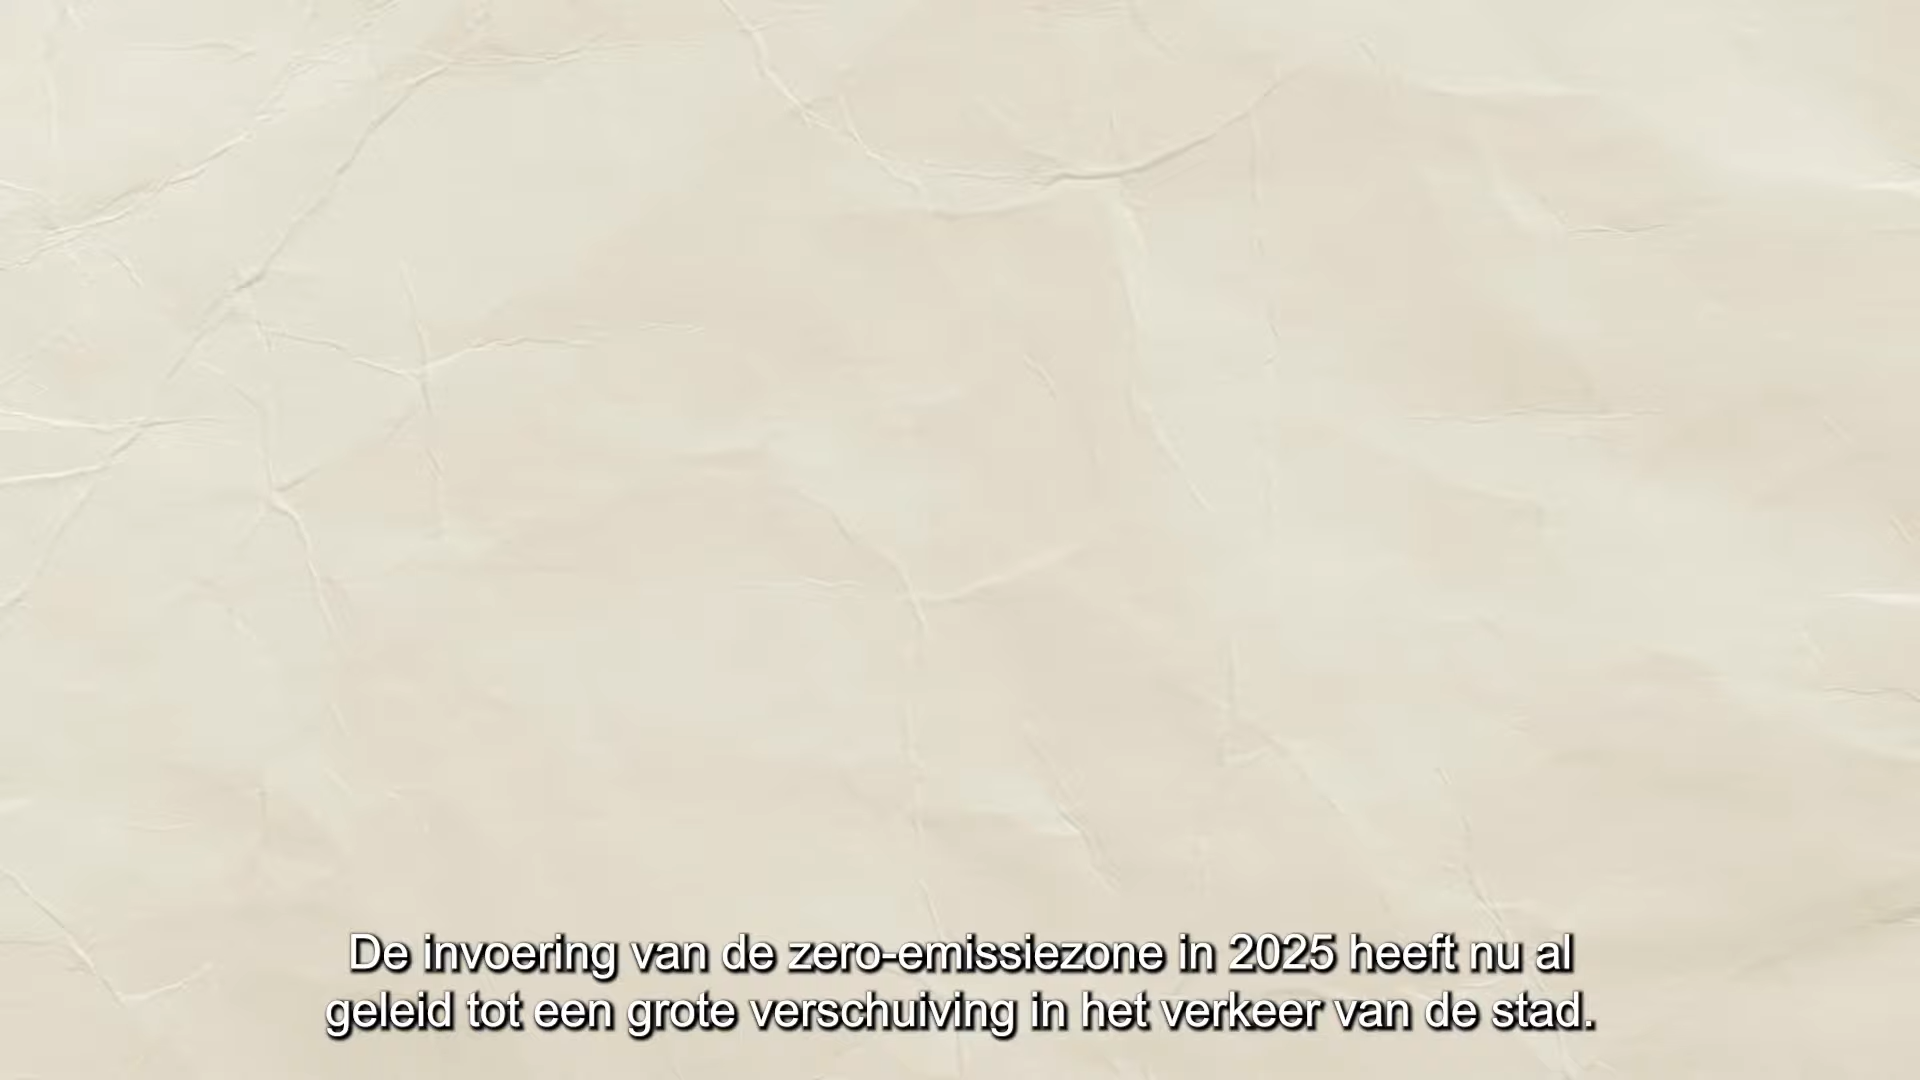 De invoering van de zero-emissiezone in 2025 heeft nu al
geleid tot een grote verschuiving in het verkeer van de stad.